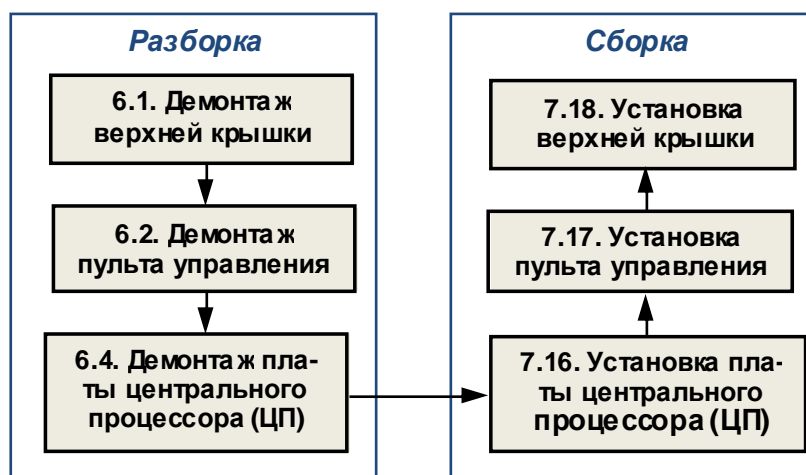 Разборка
6.1. Демонтаж
верхней крышки
6.2. Демонтаж
пульта управления
6.4. Демонтаж пла-
ты центрального
процессора (ЦП)
Сборка
7.18. Установка
верхней крышки
7.17. Установка
пульта управления
7.16. Установка пла-
ты центрального
процессора (ЦП)